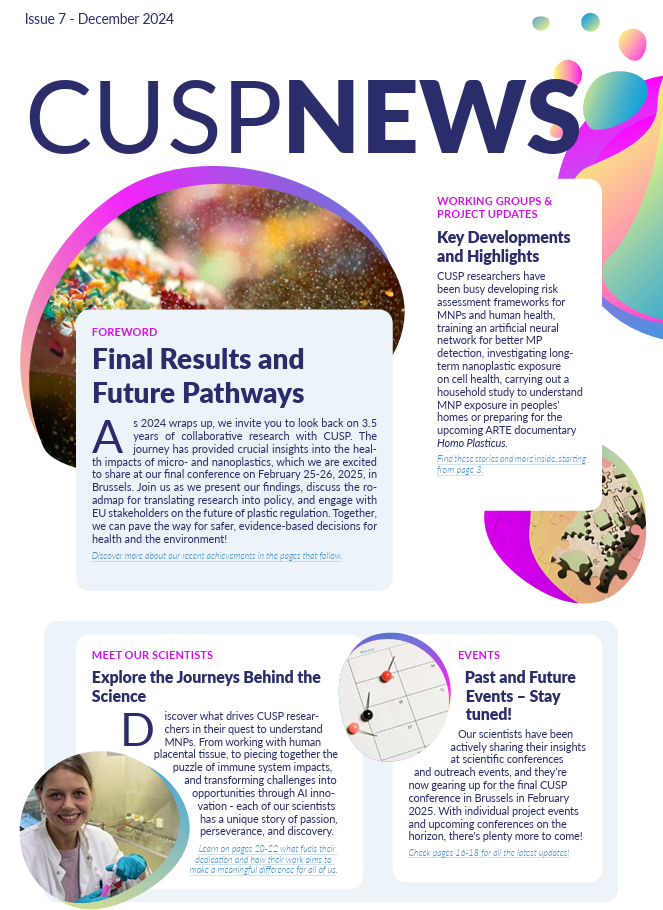 Issue 7 - December 2024
CUSPNEWS
FOREWORD
Final Results and
Future Pathways
As 2024 wraps up, we invite you to look back on 3.5
years of collaborative research with CUSP. The
journey has provided crucial insights into the heal-
th impacts of micro- and nanoplastics, which we are excited
to share at our final conference on February 25-26, 2025, in
Brussels. Join us as we present our findings, discuss the ro-
admap for translating research into policy, and engage with
EU stakeholders on the future of plastic regulation. Together,
we can pave the way for safer, evidence-based decisions for
health and the environment!
Discover more about our recent achievements in the pages that follow.
WORKING GROUPS &
PROJECT UPDATES
Key Developments
and Highlights
CUSP researchers have
been busy developing risk
assessment frameworks for
MNPs and human health,
training an artificial neural
network for better MP
detection, investigating long-
term nanoplastic exposure
on cell health, carrying out a
household study to understand
MNP exposure in peoples'
homes or preparing for the
upcoming ARTE documentary
Homo Plasticus.
Find these stories and more inside, starting
from page 3.
MEET OUR SCIENTISTS
Explore the Journeys Behind the
Science
Discover what drives CUSP resear-
chers in their quest to understand
MNPs. From working with human
placental tissue, to piecing together the
puzzle of immune system impacts,
and transforming challenges into
opportunities through AI inno-
vation - each of our scientists
has a unique story of passion,
perseverance, and discovery.
Learn on pages 20-22 what fuels their
dedication and how their work aims to
make a meaningful difference for all of us.
EVENTS
Past and Future
Events – Stay
tuned!
Our scientists have been
actively sharing their insights
at scientific conferences
and outreach events, and they're
now gearing up for the final CUSP
conference in Brussels in February
2025. With individual project events
and upcoming conferences on the
horizon, there's plenty more to come!
Check pages 16-18 for all the latest updates!